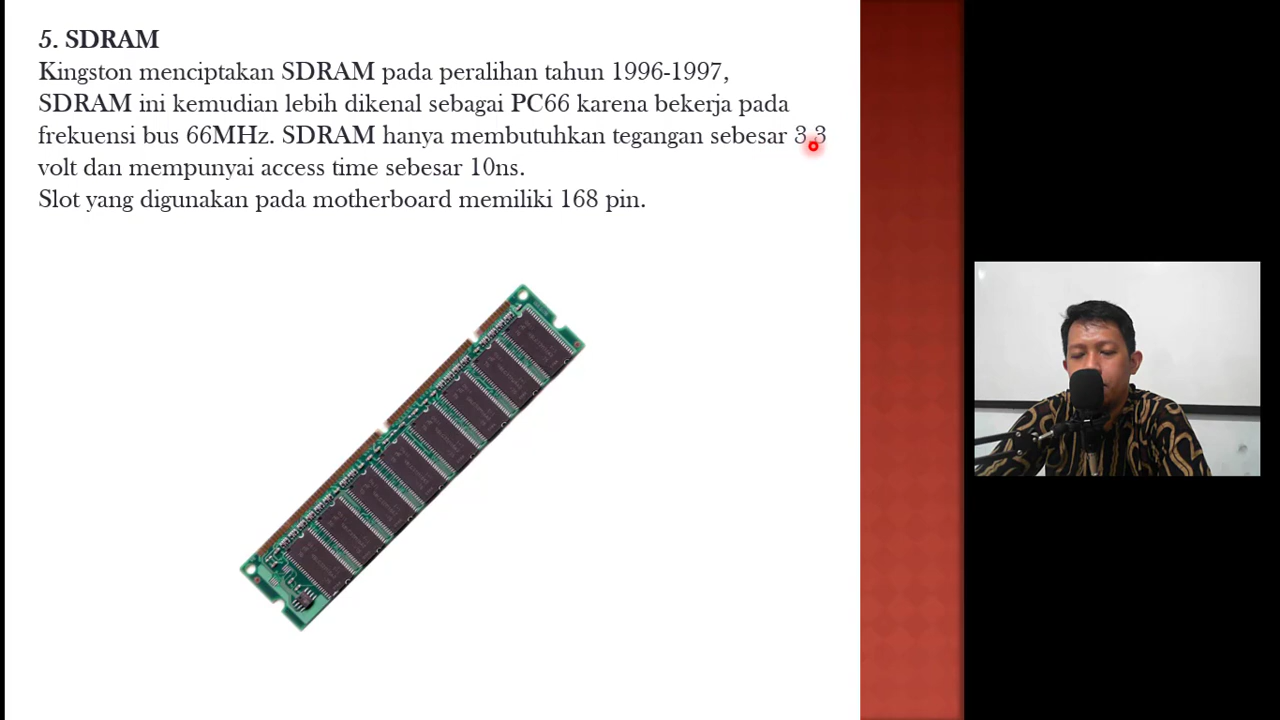 5. SDRAM
Kingston menciptakan SDRAM pada peralihan tahun 1996-1997,
SDRAM ini kemudian lebih dikenal sebagai PC66 karena bekerja pada
frekuensi bus 66MHz. SDRAM hanya membutuhkan tegangan sebesar 3.3
volt dan mempunyai access time sebesar 10ns.
Slot yang digunakan pada motherboard memiliki 168 pin.